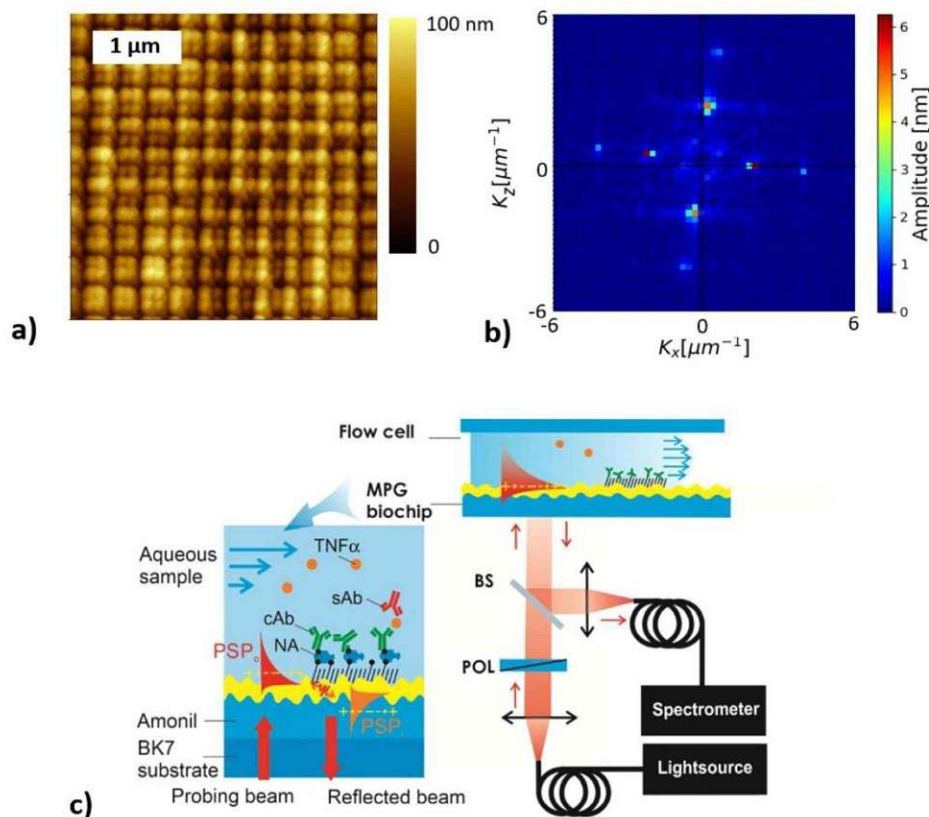 1 µm
100 nm
0
a)
6
0
-6
-6
0
6
K_z[µm⁻¹]
K_x[µm⁻¹]
6
5
4
3
2
1
0
Amplitude [nm]
b)
Flow cell
MPG
biochip
Aqueous
sample
TNFα
sAb
cAb
NA
PSP
PSP
Amonil
BK7
substrate
Probing beam
Reflected beam
BS
POL
Spectrometer
Lightsource
c)